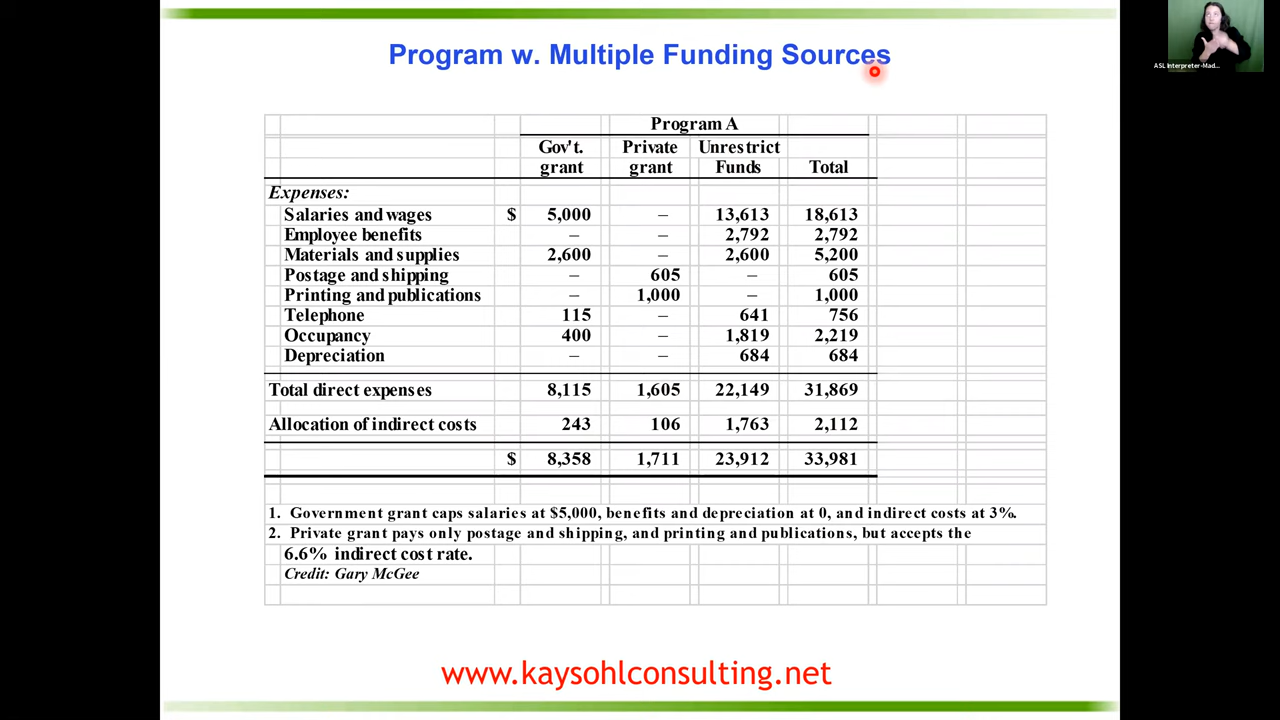 Program w. Multiple Funding Sources
ASL Interpreter-Mad...
Program A
Gov't. Private Unrestrict
grant grant Funds Total
Expenses:
Salaries and wages $ 5,000 – 13,613 18,613
Employee benefits – – 2,792 2,792
Materials and supplies 2,600 – 2,600 5,200
Postage and shipping – 605 – 605
Printing and publications – 1,000 – 1,000
Telephone 115 – 641 756
Occupancy 400 – 1,819 2,219
Depreciation – – 684 684
Total direct expenses 8,115 1,605 22,149 31,869
Allocation of indirect costs 243 106 1,763 2,112
$ 8,358 1,711 23,912 33,981
1. Government grant caps salaries at $5,000, benefits and depreciation at 0, and indirect costs at 3%.
2. Private grant pays only postage and shipping, and printing and publications, but accepts the
6.6% indirect cost rate.
Credit: Gary McGee
www.kaysohlconsulting.net